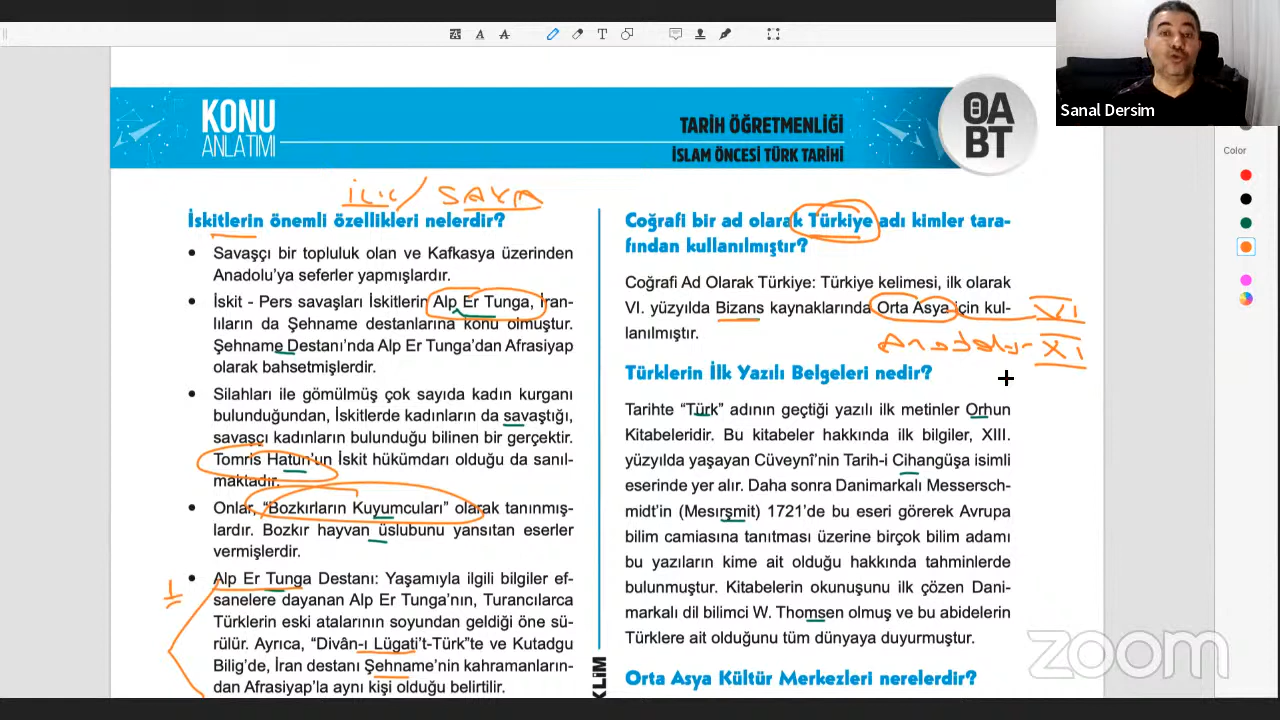 Sanal Dersim
Color
KONU
ANLATIMI
TARİH ÖĞRETMENLİĞİ
İSLAM ÖNCESİ TÜRK TARİHİ
ÖA
BT
İskitlerin önemli özellikleri nelerdir?
Savaşçı bir topluluk olan ve Kafkasya üzerinden
Anadolu'ya seferler yapmışlardır.
İskit - Pers savaşları İskitlerin Alp Er Tunga, İran-
lıların da Şehname destanlarına konu olmuştur.
Şehname Destanı'nda Alp Er Tunga'dan Afrasiyap
olarak bahsetmişlerdir.
Silahları ile gömülmüş çok sayıda kadın kurganı
bulunduğundan, İskitlerde kadınların da savaştığı,
savaşçı kadınların bulunduğu bilinen bir gerçektir.
Tomris Hatun'un İskit hükümdarı olduğu da sanıl-
maktadır.
Onlar, "Bozkırların Kuyumcuları" olarak tanınmış-
lardır. Bozkır hayvan üslubunu yansıtan eserler
vermişlerdir.
1
Alp Er Tunga Destanı: Yaşamıyla ilgili bilgiler ef-
sanelere dayanan Alp Er Tunga'nın, Turancılarca
Türklerin eski atalarının soyundan geldiği öne sü-
rülür. Ayrıca, "Divân-ı Lügati't-Türk"te ve Kutadgu
Bilig'de, İran destanı Şehname'nin kahramanların-
dan Afrasiyap'la aynı kişi olduğu belirtilir.
KLİM
Coğrafi bir ad olarak Türkiye adı kimler tara-
fından kullanılmıştır?
Coğrafi Ad Olarak Türkiye: Türkiye kelimesi, ilk olarak
VI. yüzyılda Bizans kaynaklarında Orta Asya için kul-
lanılmıştır.
VI
Anadolu XI
Türklerin İlk Yazılı Belgeleri nedir?
Tarihte "Türk" adının geçtiği yazılı ilk metinler Orhun
Kitabeleridir. Bu kitabeler hakkında ilk bilgiler, XIII.
yüzyılda yaşayan Cüveynî'nin Tarih-i Cihangüşa isimli
eserinde yer alır. Daha sonra Danimarkalı Messersch-
midt'in (Mesırşmit) 1721'de bu eseri görerek Avrupa
bilim camiasına tanıtması üzerine birçok bilim adamı
bu yazıların kime ait olduğu hakkında tahminlerde
bulunmuştur. Kitabelerin okunuşunu ilk çözen Dani-
markalı dil bilimci W. Thomsen olmuş ve bu abidelerin
Türklere ait olduğunu tüm dünyaya duyurmuştur.
Orta Asya Kültür Merkezleri nerelerdir?
zoom